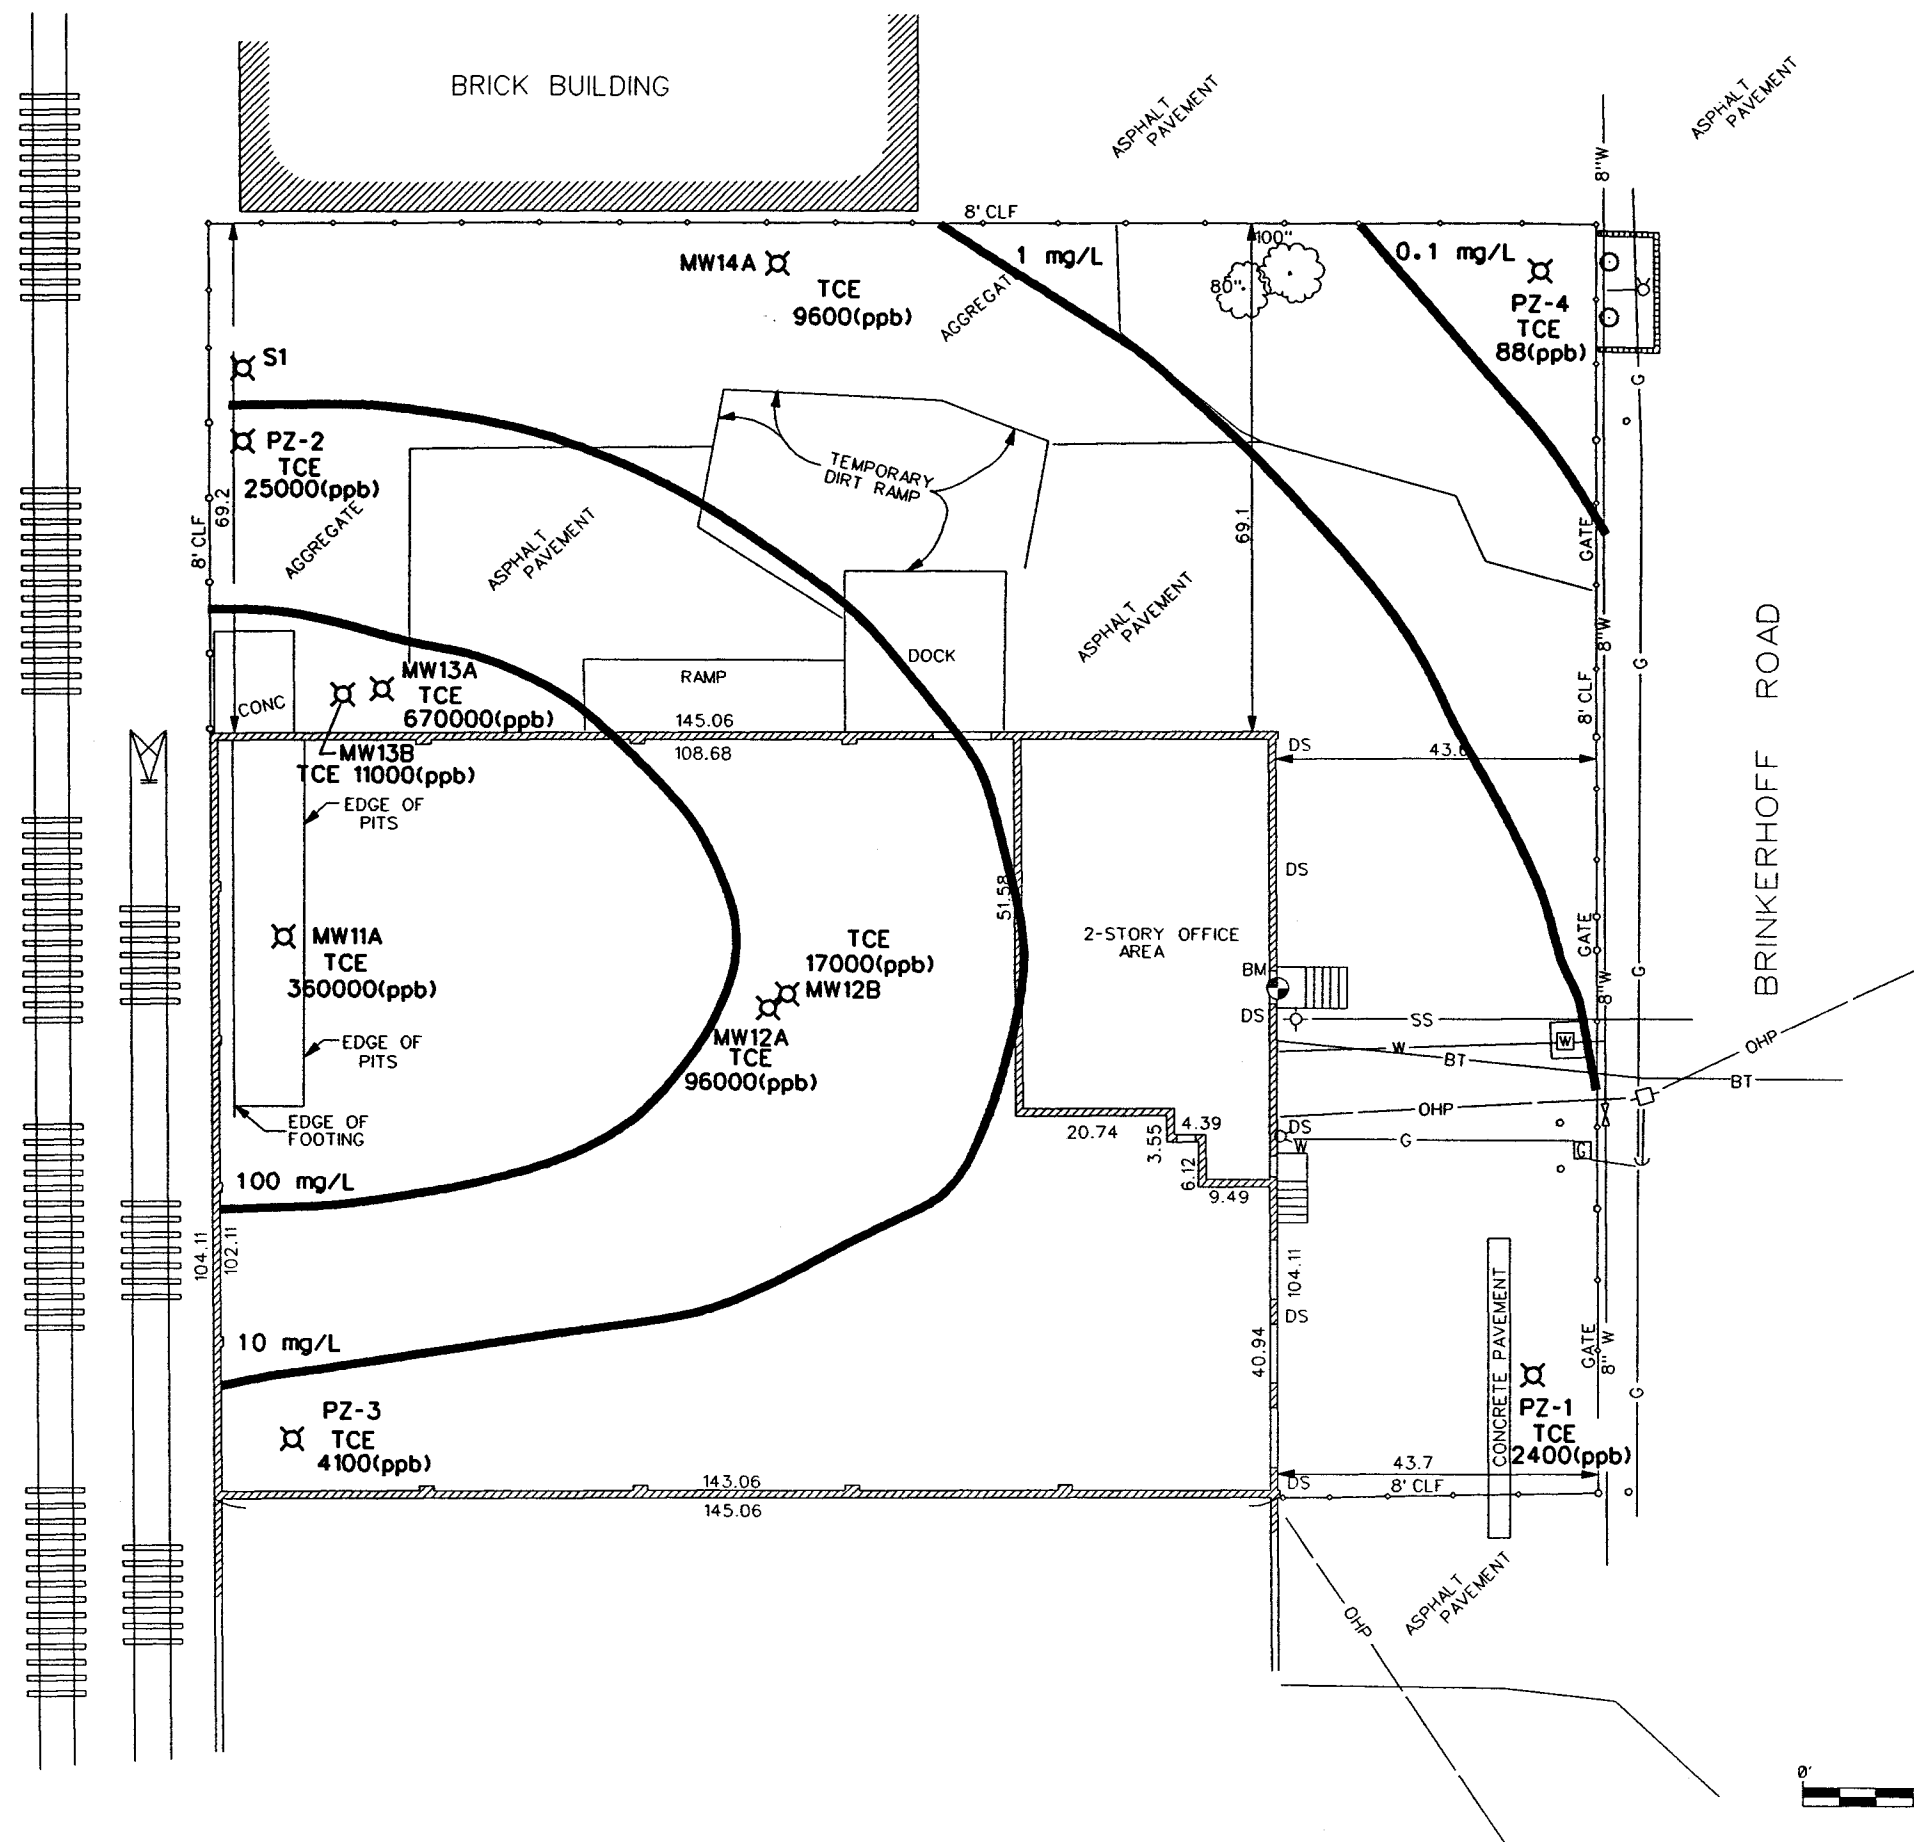 BRICK BUILDING
ASPHALT
PAVEMENT
ASPHALT
PAVEMENT
8"W
8' CLF
MW14A
TCE
9600(ppb)
AGGREGATE
1 mg/L
100"
80"
0.1 mg/L
PZ-4
TCE
88(ppb)
S1
G
PZ-2
TCE
25000(ppb)
69.2
8' CLF
AGGREGATE
ASPHALT
PAVEMENT
TEMPORARY
DIRT RAMP
69.1
GATE
ASPHALT
PAVEMENT
8"W
G
BRINKERHOFF ROAD
DOCK
RAMP
CONC
MW13A
TCE
670000(ppb)
8' CLF
145.06
108.68
MW13B
TCE 11000(ppb)
DS
43.6
EDGE OF
PITS
DS
51.58
MW11A
TCE
360000(ppb)
TCE
17000(ppb)
MW12B
2-STORY OFFICE
AREA
GATE
BM
8"W
G
MW12A
TCE
96000(ppb)
DS
SS
W
W
BT
BT
OHP
EDGE OF
PITS
OHP
EDGE OF
FOOTING
20.74
3.55
4.39
DS
W
G
G
6.12
9.49
100 mg/L
104.11
102.11
104.11
DS
10 mg/L
40.94
CONCRETE PAVEMENT
GATE
8" W
G
PZ-3
TCE
4100(ppb)
PZ-1
TCE
2400(ppb)
43.7
DS
8' CLF
143.06
145.06
ASPHALT
PAVEMENT
OHP
0'